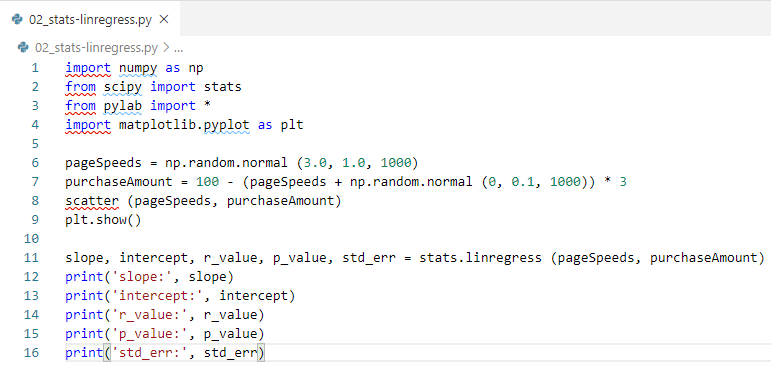 02_stats-linregress.py ×
02_stats-linregress.py > ...
1 import numpy as np
2 from scipy import stats
3 from pylab import *
4 import matplotlib.pyplot as plt
5
6 pageSpeeds = np.random.normal (3.0, 1.0, 1000)
7 purchaseAmount = 100 - (pageSpeeds + np.random.normal (0, 0.1, 1000)) * 3
8 scatter (pageSpeeds, purchaseAmount)
9 plt.show()
10
11 slope, intercept, r_value, p_value, std_err = stats.linregress (pageSpeeds, purchaseAmount)
12 print('slope:', slope)
13 print('intercept:', intercept)
14 print('r_value:', r_value)
15 print('p_value:', p_value)
16 print('std_err:', std_err)